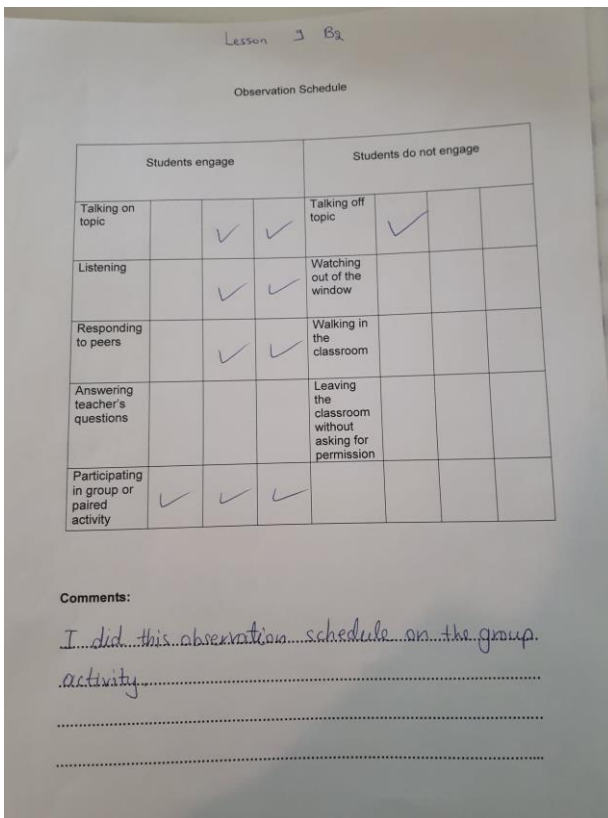 Lesson 9 B2
Observation Schedule
Students engage
Students do not engage
Talking on
topic
✓ ✓
Talking off
topic
✓
Listening
✓ ✓
Watching
out of the
window
Responding
to peers
✓ ✓
Walking in
the
classroom
Answering
teacher's
questions
Leaving
the
classroom
without
asking for
permission
Participating
in group or
paired
activity
✓ ✓ ✓
Comments:
I did this observation schedule on the group
activity.